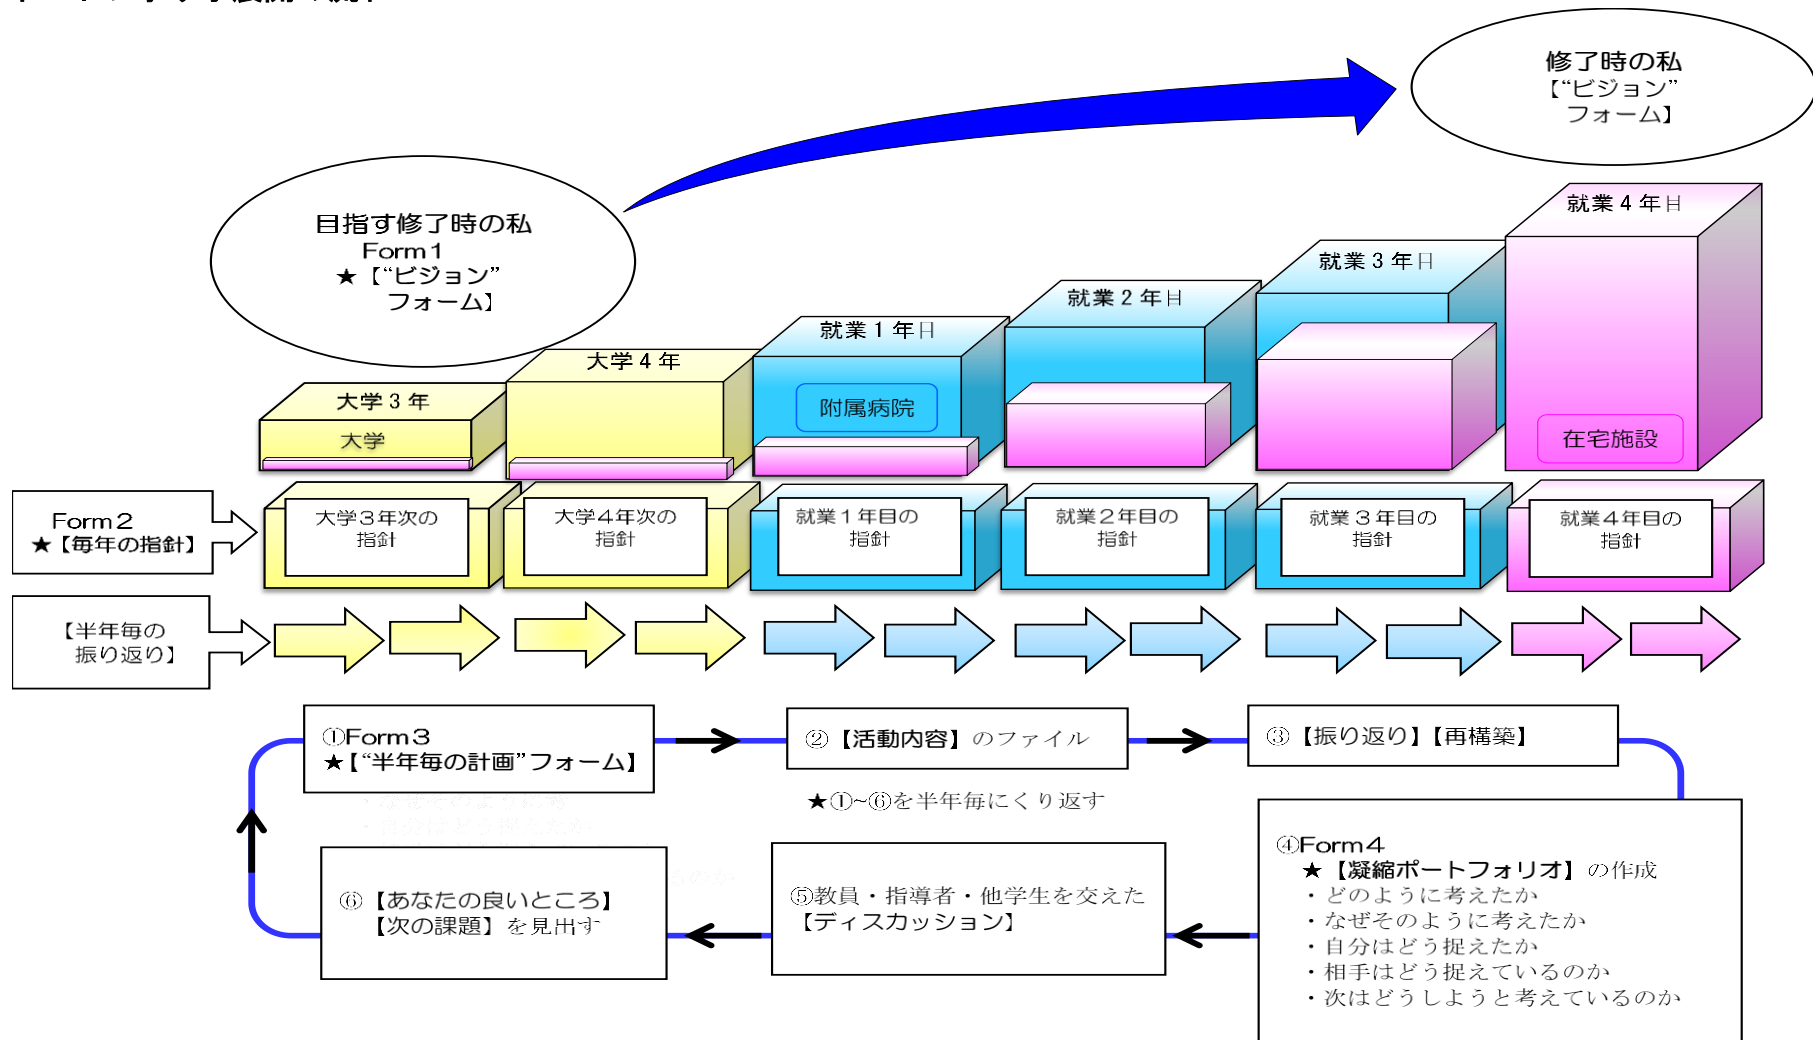 修了時の私
【“ビジョン”
フォーム】
目指す修了時の私
Form1
★【“ビジョン”
フォーム】
大学3年
大学4年
就業1年目
就業2年目
就業3年目
就業4年目
大学
附属病院
在宅施設
Form2
★【毎年の指針】
大学3年次の
指針
大学4年次の
指針
就業1年目の
指針
就業2年目の
指針
就業3年目の
指針
就業4年目の
指針
【半年毎の
振り返り】
①Form3
★【“半年毎の計画”フォーム】
②【活動内容】のファイル
③【振り返り】【再構築】
★①~⑥を半年毎にくり返す
④Form4
★【凝縮ポートフォリオ】の作成
・どのように考えたか
・なぜそのように考えたか
・自分はどう捉えたか
・相手はどう捉えているのか
・次はどうしようと考えているのか
⑤教員・指導者・他学生を交えた
【ディスカッション】
⑥【あなたの良いところ】
【次の課題】を見出す